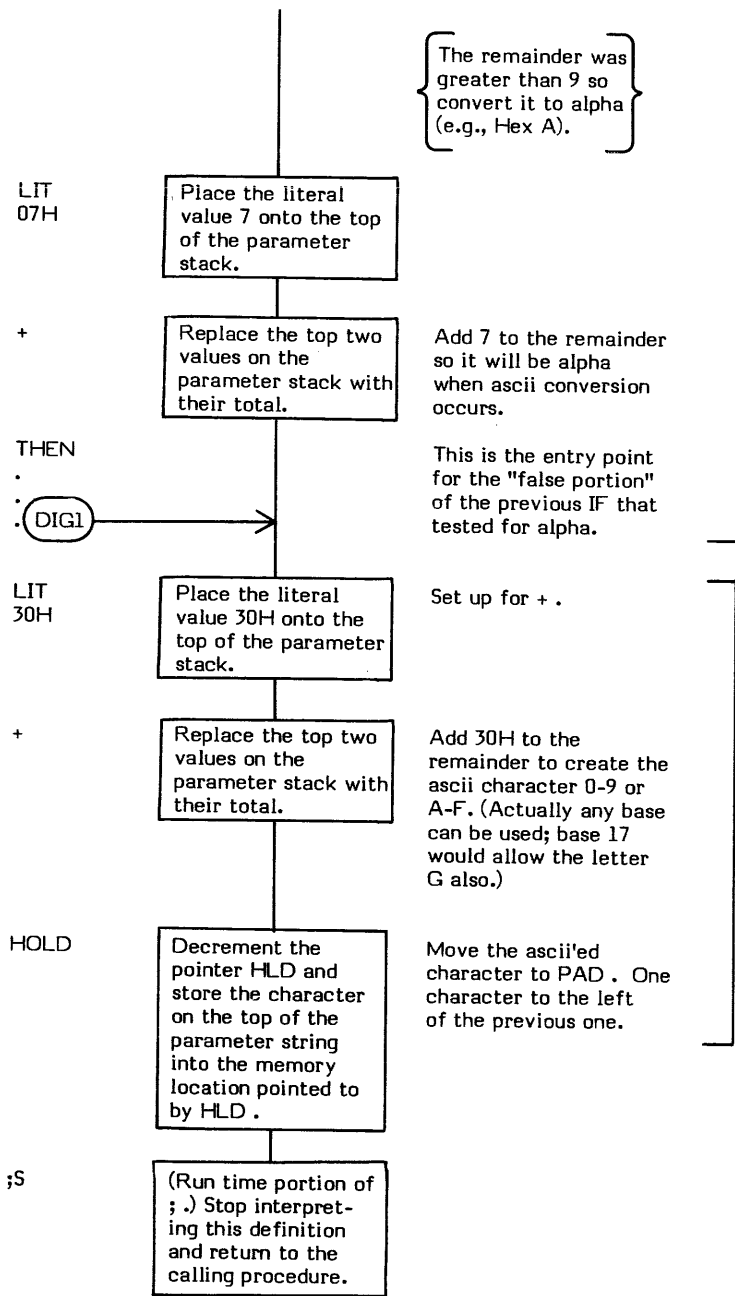 The remainder was
greater than 9 so
convert it to alpha
(e.g., Hex A).
LIT
07H
Place the literal
value 7 onto the top
of the parameter
stack.
+
Replace the top two
values on the
parameter stack with
their total.
Add 7 to the remainder
so it will be alpha
when ascii conversion
occurs.
THEN
.
.
.
DIG1
This is the entry point
for the "false portion"
of the previous IF that
tested for alpha.
LIT
30H
Place the literal
value 30H onto the
top of the parameter
stack.
Set up for + .
+
Replace the top two
values on the
parameter stack with
their total.
Add 30H to the
remainder to create the
ascii character 0-9 or
A-F. (Actually any base
can be used; base 17
would allow the letter
G also.)
HOLD
Decrement the
pointer HLD and
store the character
on the top of the
parameter string
into the memory
location pointed to
by HLD .
Move the ascii'ed
character to PAD . One
character to the left
of the previous one.
;S
(Run time portion of
; .) Stop interpret-
ing this definition
and return to the
calling procedure.